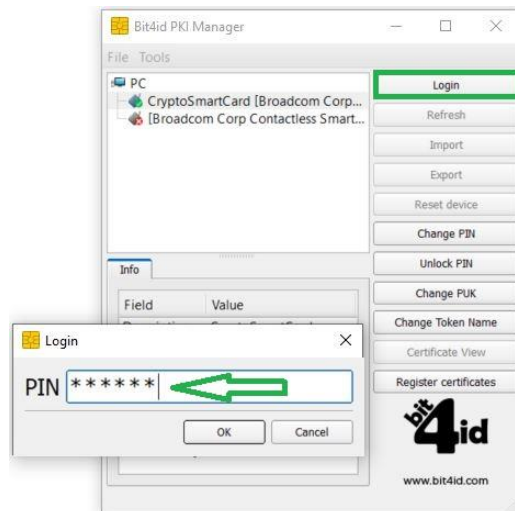 Bit4id PKI Manager
File Tools
PC
CryptoSmartCard [Broadcom Corp...
[Broadcom Corp Contactless Smart...
Login
Refresh
Import
Export
Reset device
Change PIN
Unlock PIN
Change PUK
Change Token Name
Certificate View
Register certificates
Info
Field Value
Login
PIN ******
OK Cancel
bit4id
www.bit4id.com